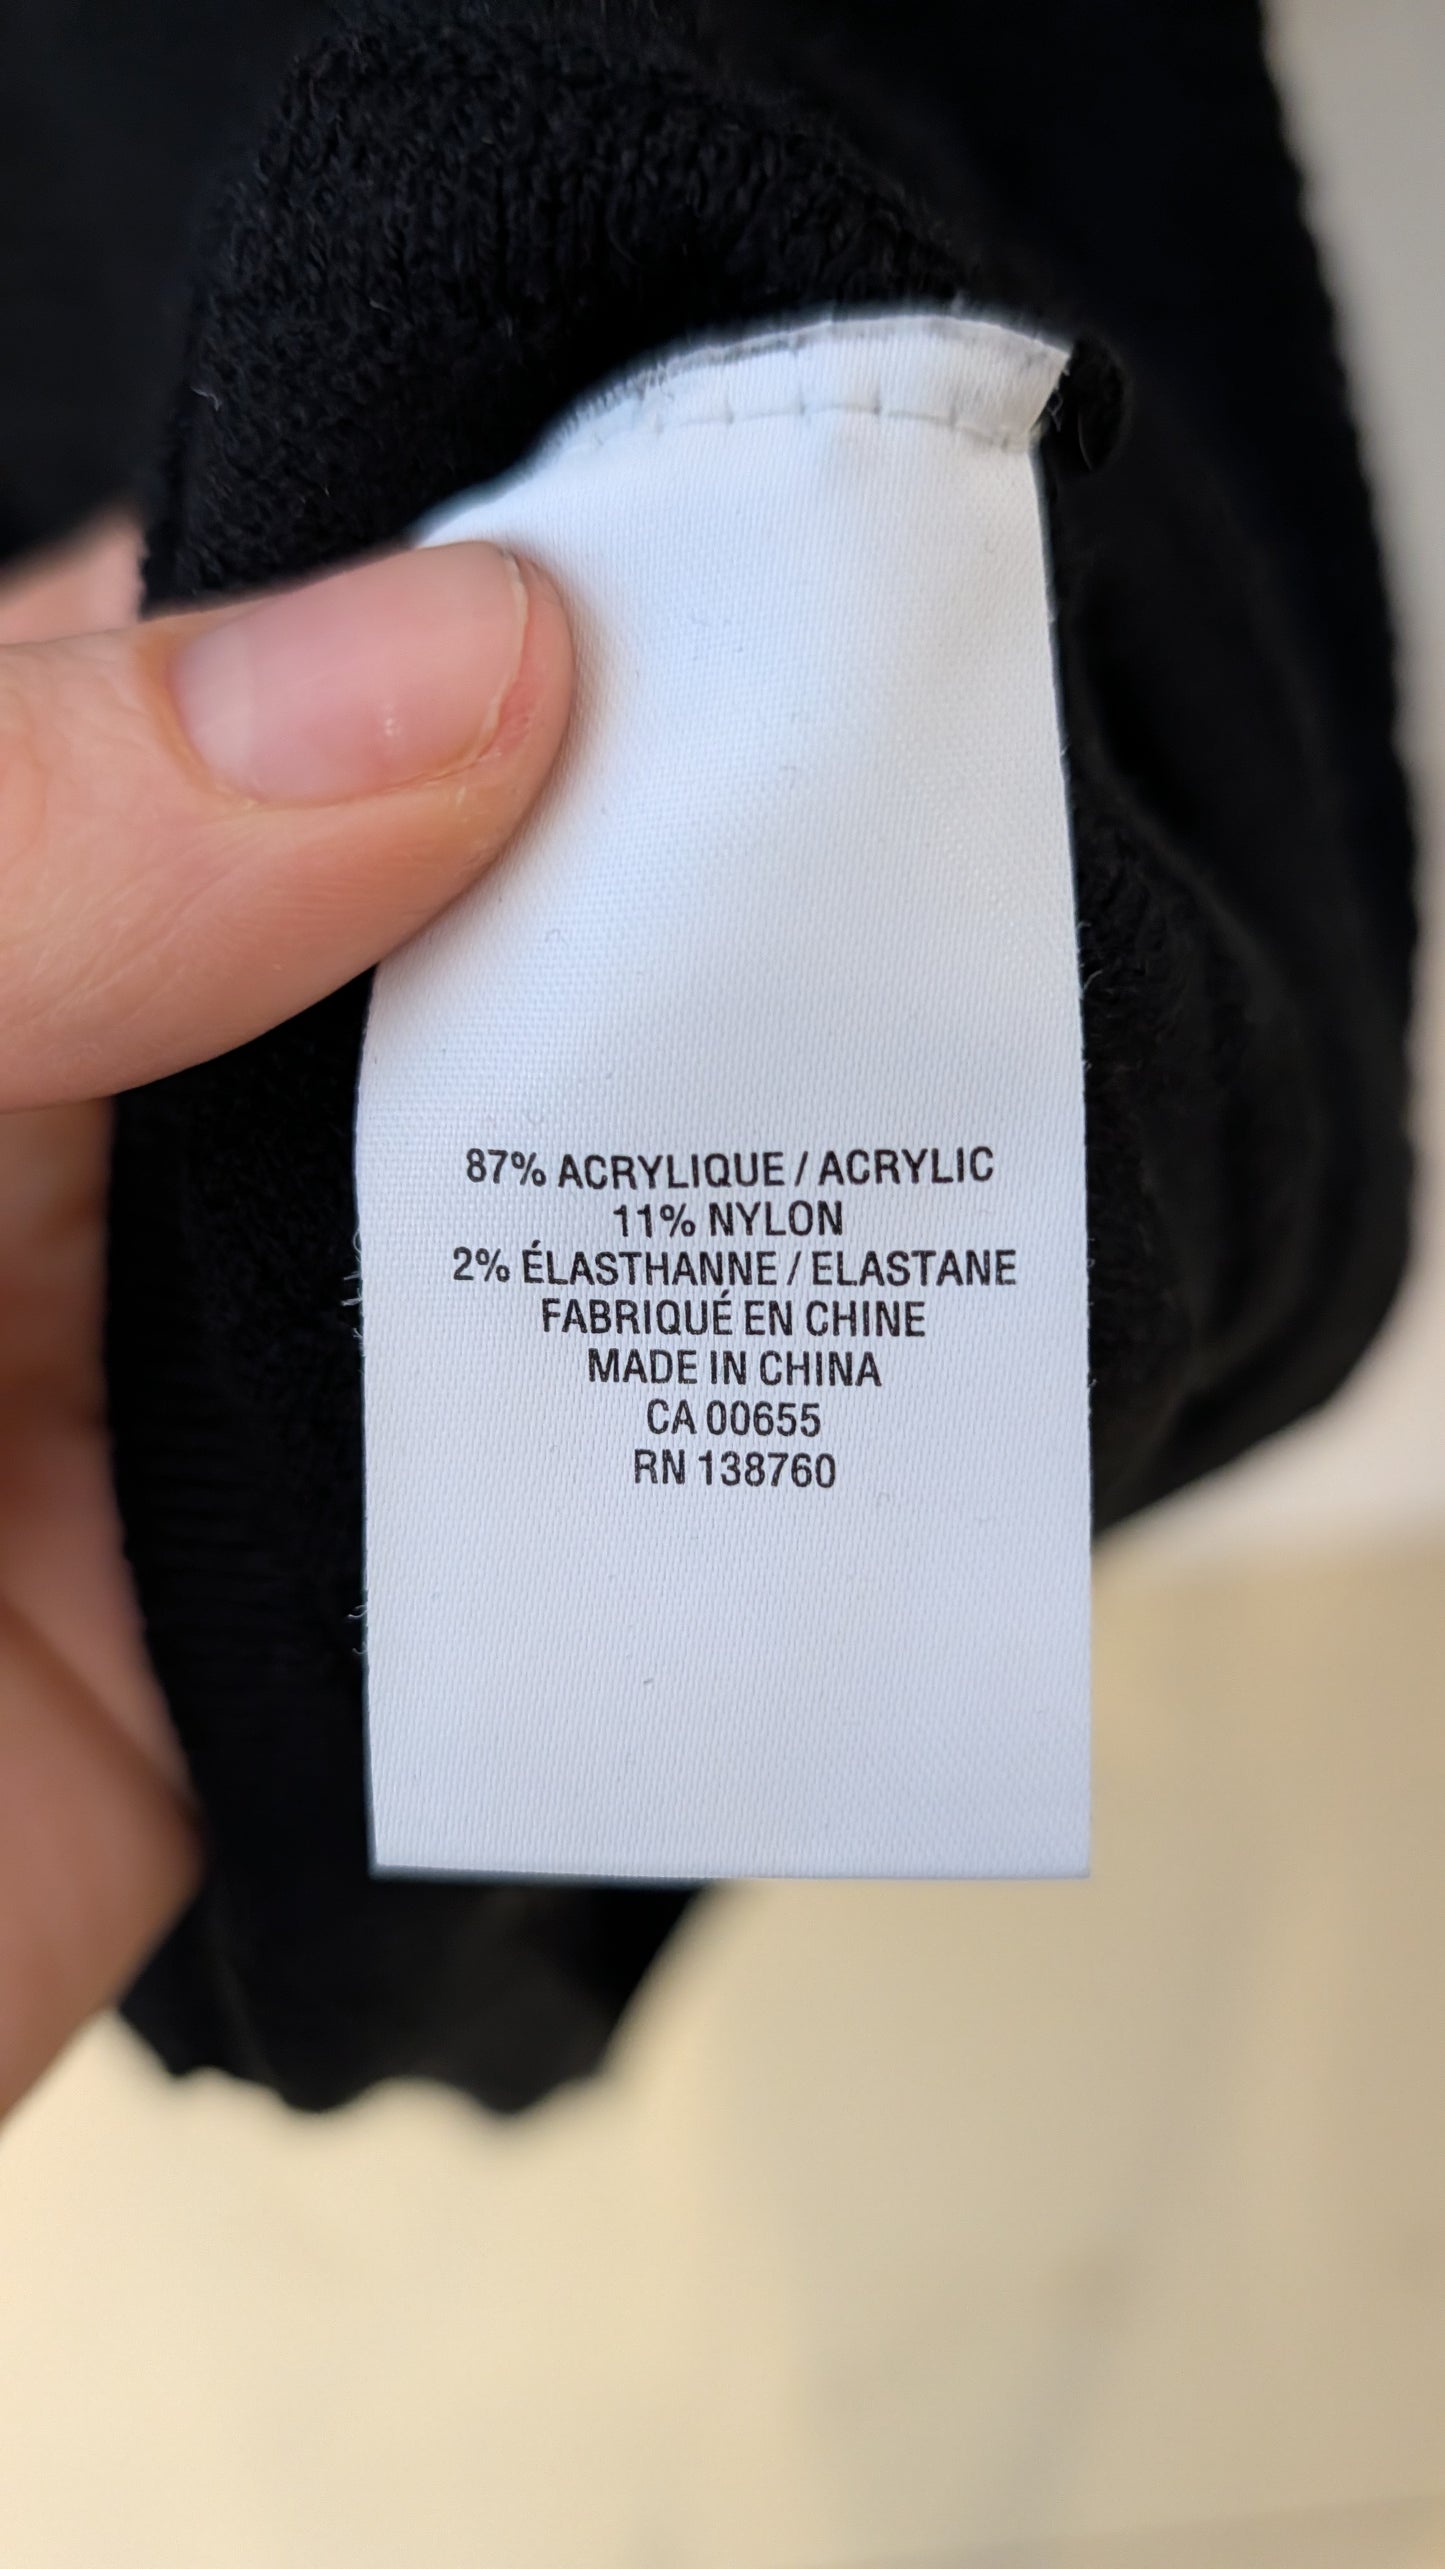 87% ACRYLIQUE / ACRYLIC
11% NYLON
2% ÉLASTHANNE / ELASTANE
FABRIQUÉ EN CHINE
MADE IN CHINA
CA 00655
RN 138760